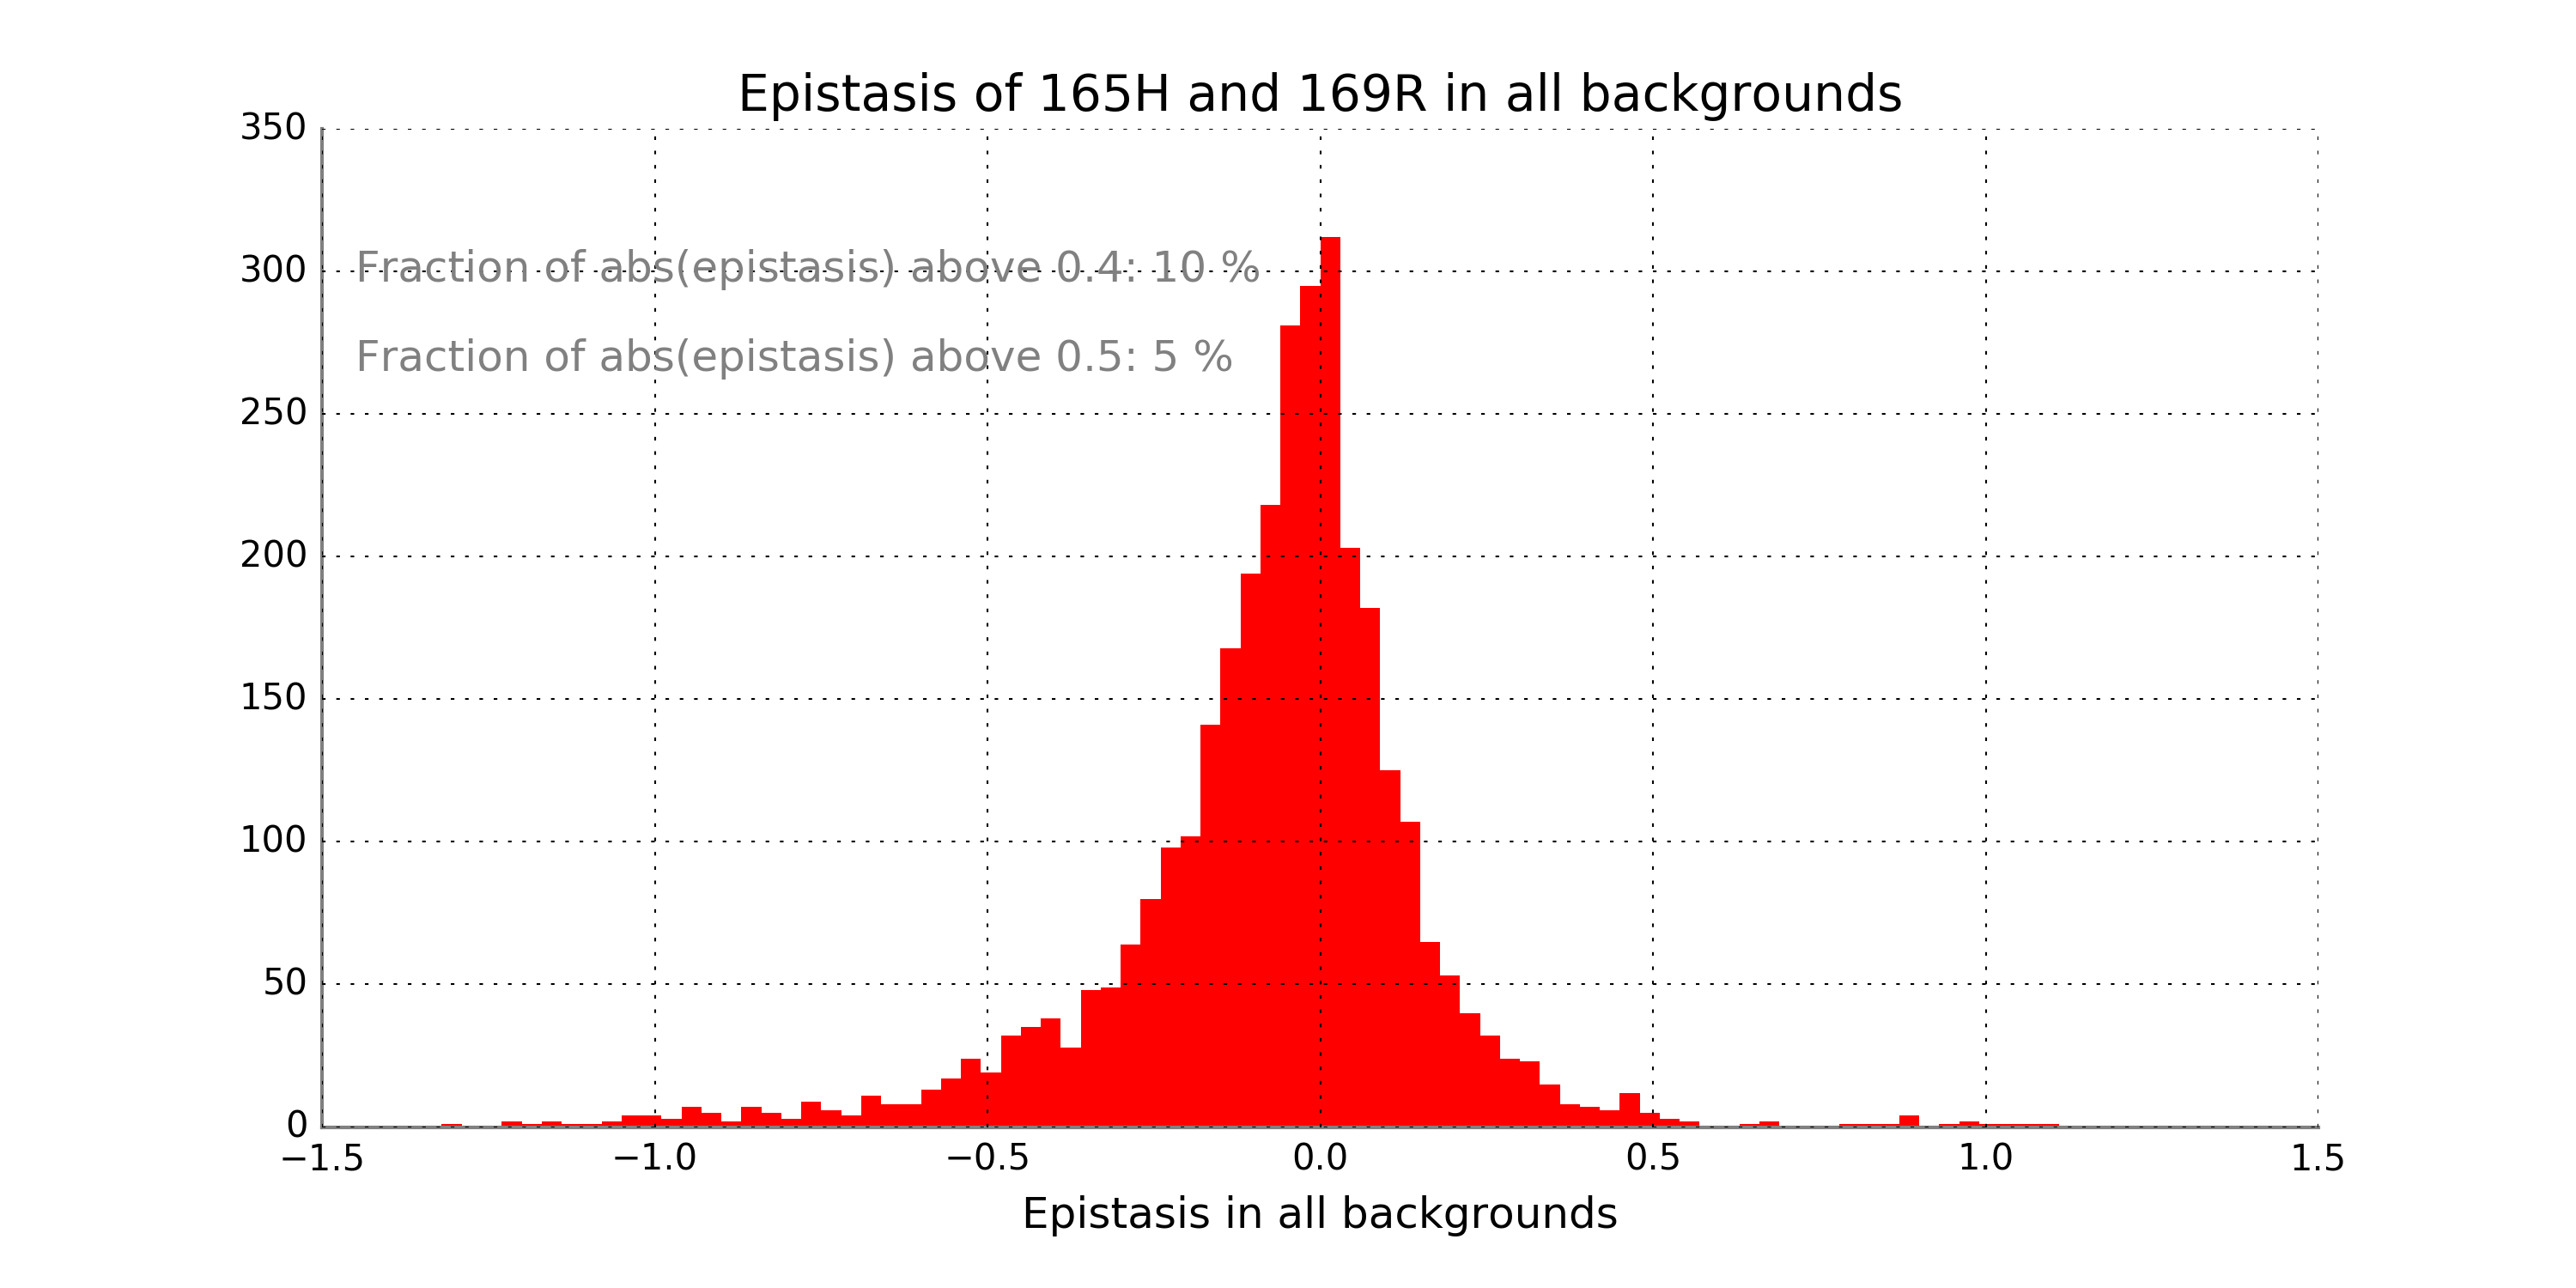 Epistasis of 165H and 169R in all backgrounds
350
300
250
200
150
100
50
0
Fraction of abs(epistasis) above 0.4: 10 %
Fraction of abs(epistasis) above 0.5: 5 %
−1.5 −1.0 −0.5 0.0 0.5 1.0 1.5
Epistasis in all backgrounds